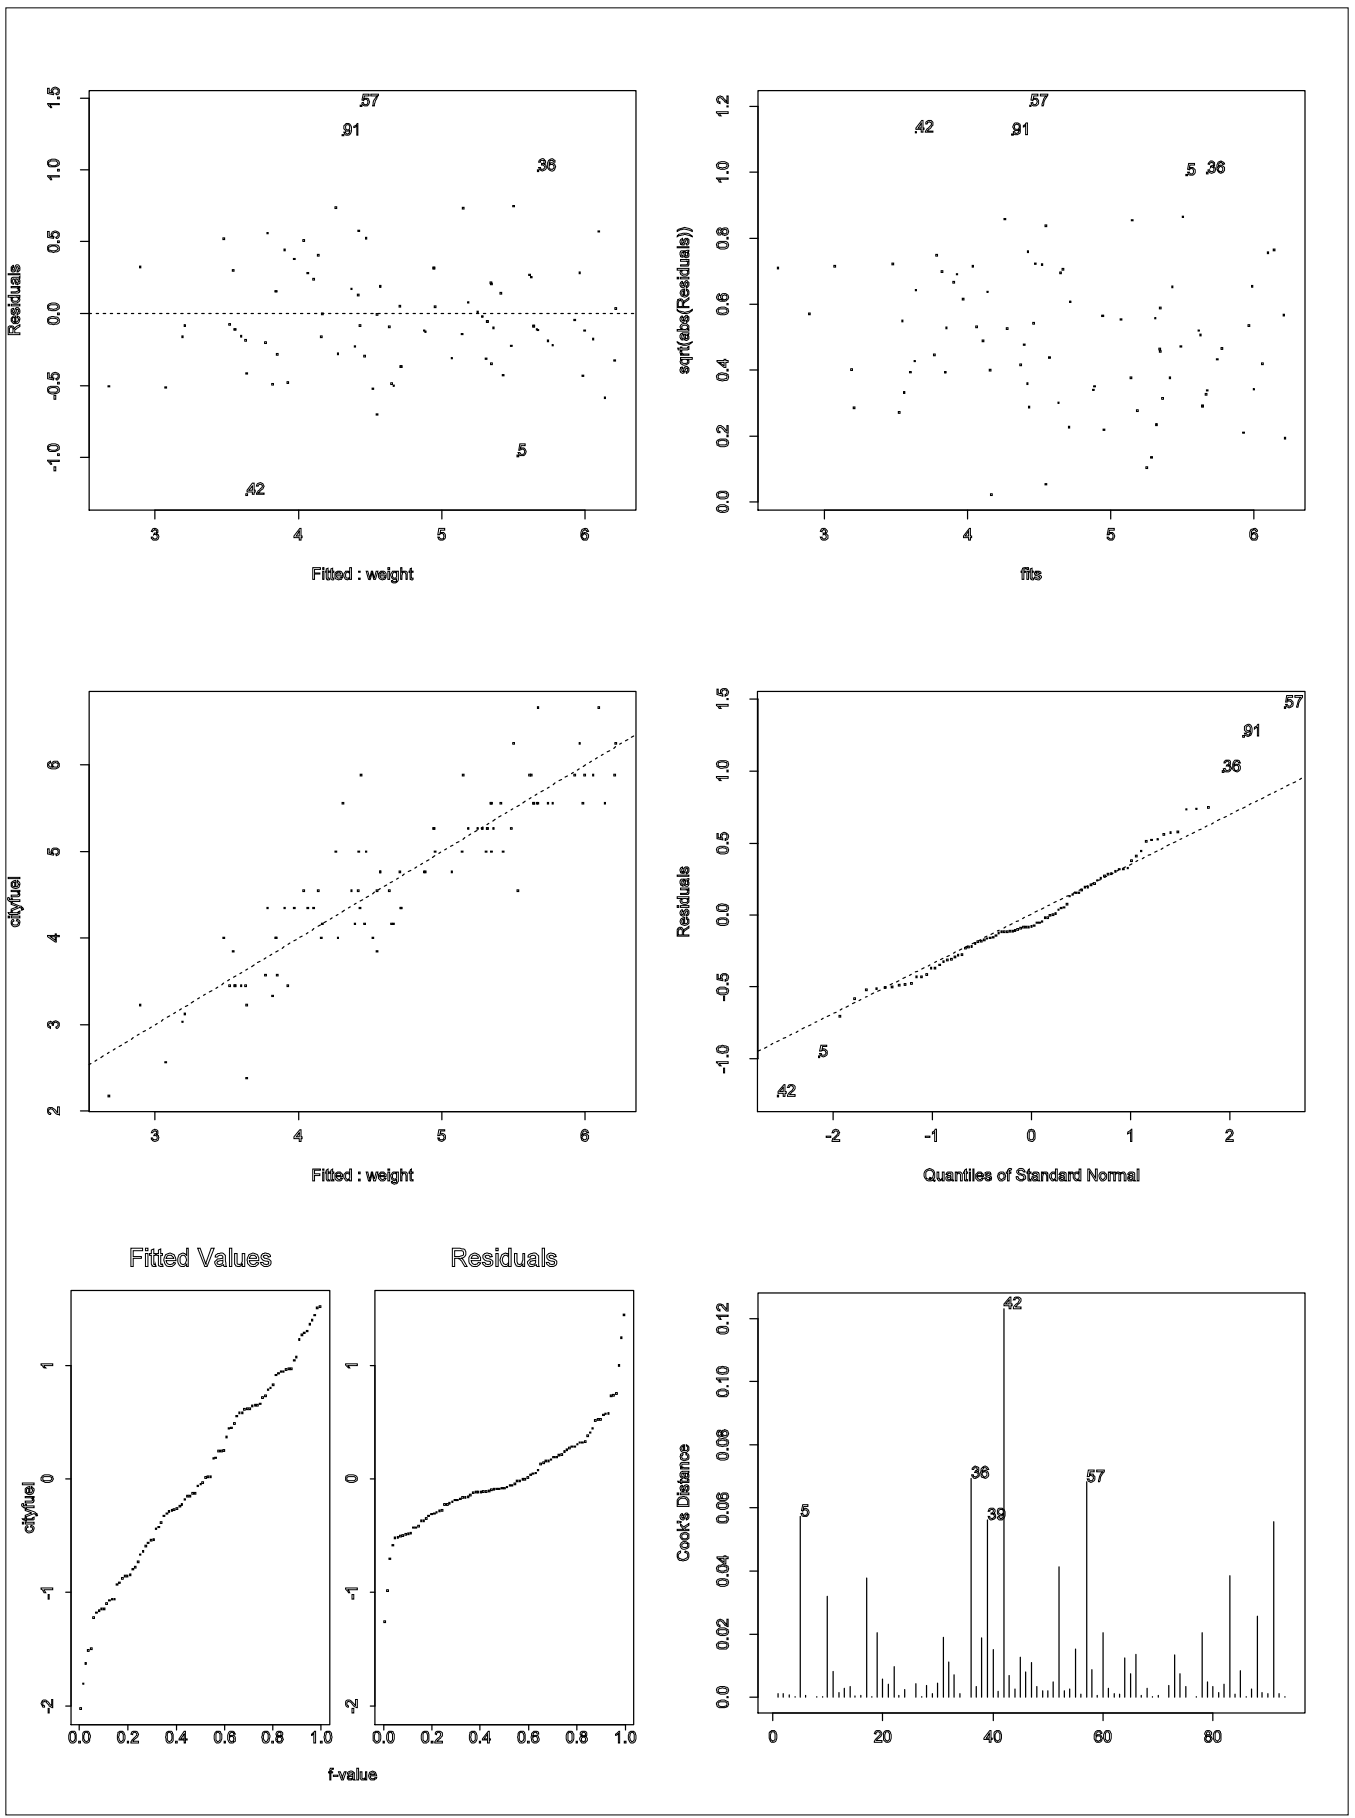 57
91
36
5
42
1.5
1.0
0.5
0.0
-0.5
-1.0
Residuals
3 4 5 6
Fitted : weight
57
42
91
5 36
1.2
1.0
0.8
0.6
0.4
0.2
0.0
sqrt(abs(Residuals))
3 4 5 6
fits
6
5
4
3
2
cityfuel
3 4 5 6
Fitted : weight
57
91
36
5
42
1.5
1.0
0.5
0.0
-0.5
-1.0
Residuals
-2 -1 0 1 2
Quantiles of Standard Normal
Fitted Values
1
0
-1
-2
cityfuel
0.0 0.2 0.4 0.6 0.8 1.0
Residuals
1
0
-1
-2
0.0 0.2 0.4 0.6 0.8 1.0
f-value
42
36
57
5
39
0.12
0.10
0.08
0.06
0.04
0.02
0.0
Cook's Distance
0 20 40 60 80